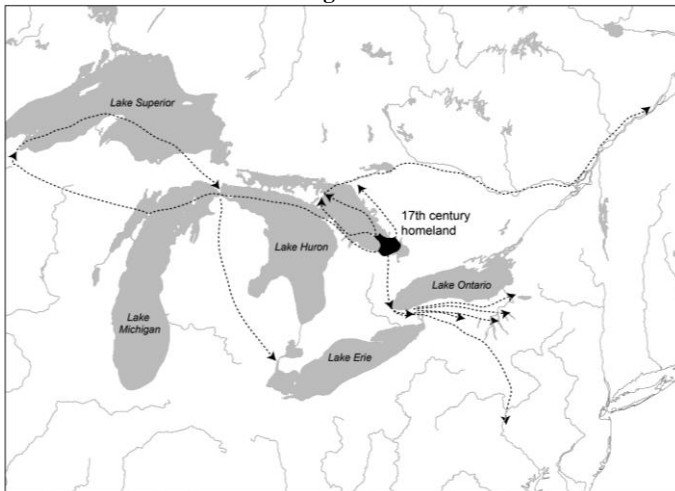 Lake Superior
17th century
homeland
Lake Huron
Lake Ontario
Lake
Michigan
Lake Erie